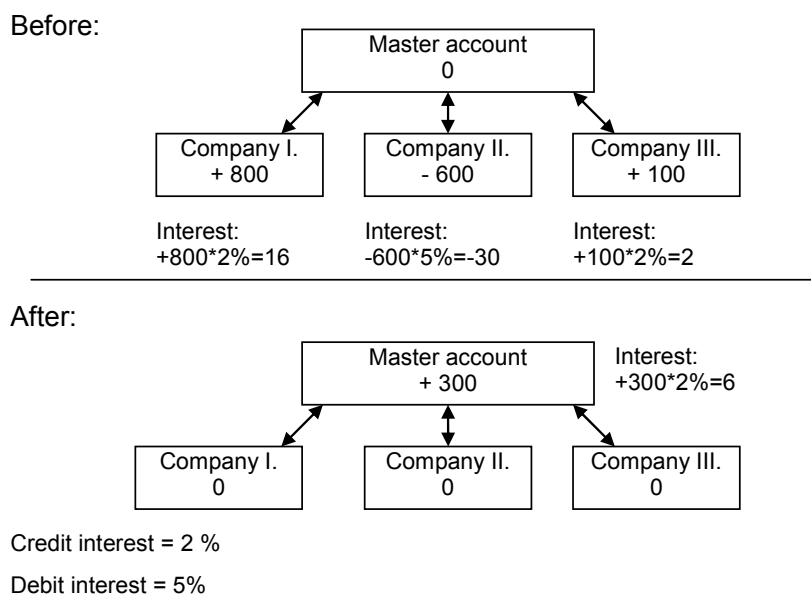 Before:
Master account
0
Company I.
+ 800
Company II.
- 600
Company III.
+ 100
Interest:
+800*2%=16
Interest:
-600*5%=-30
Interest:
+100*2%=2
After:
Master account
+ 300
Interest:
+300*2%=6
Company I.
0
Company II.
0
Company III.
0
Credit interest = 2 %
Debit interest = 5%